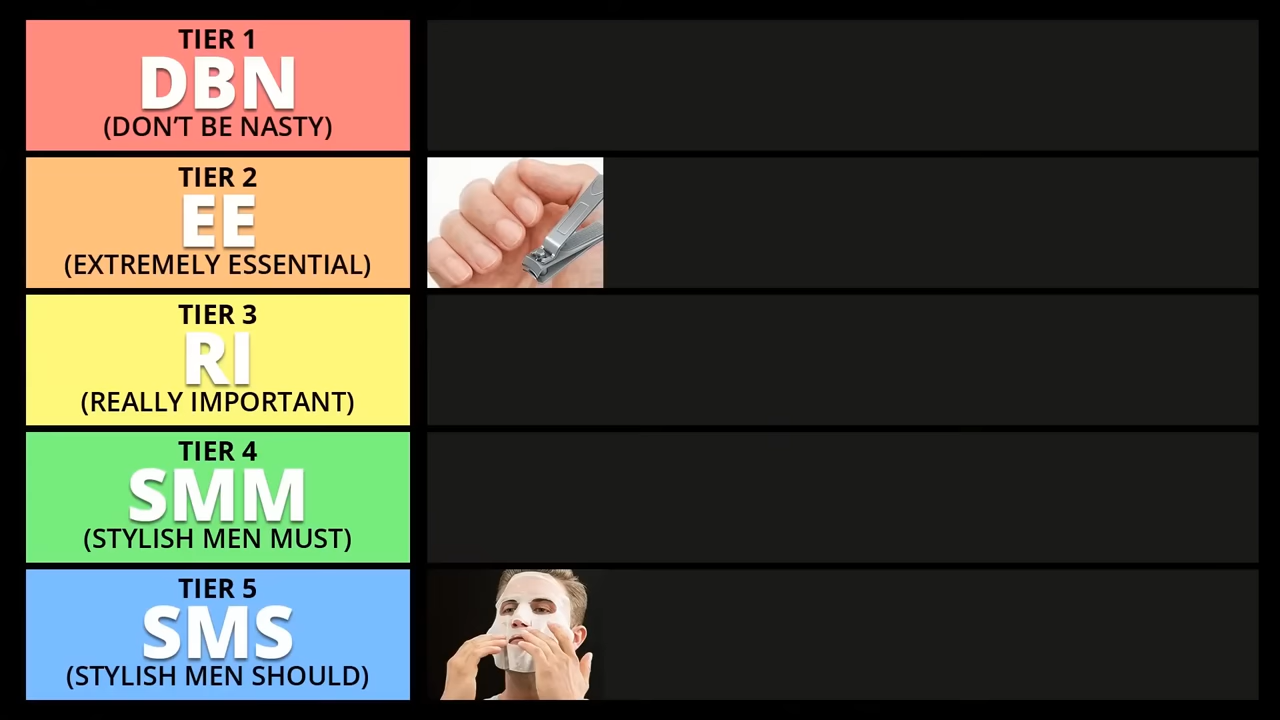 TIER 1
DBN
(DON'T BE NASTY)
TIER 2
EE
(EXTREMELY ESSENTIAL)
TIER 3
RI
(REALLY IMPORTANT)
TIER 4
SMM
(STYLISH MEN MUST)
TIER 5
SMS
(STYLISH MEN SHOULD)